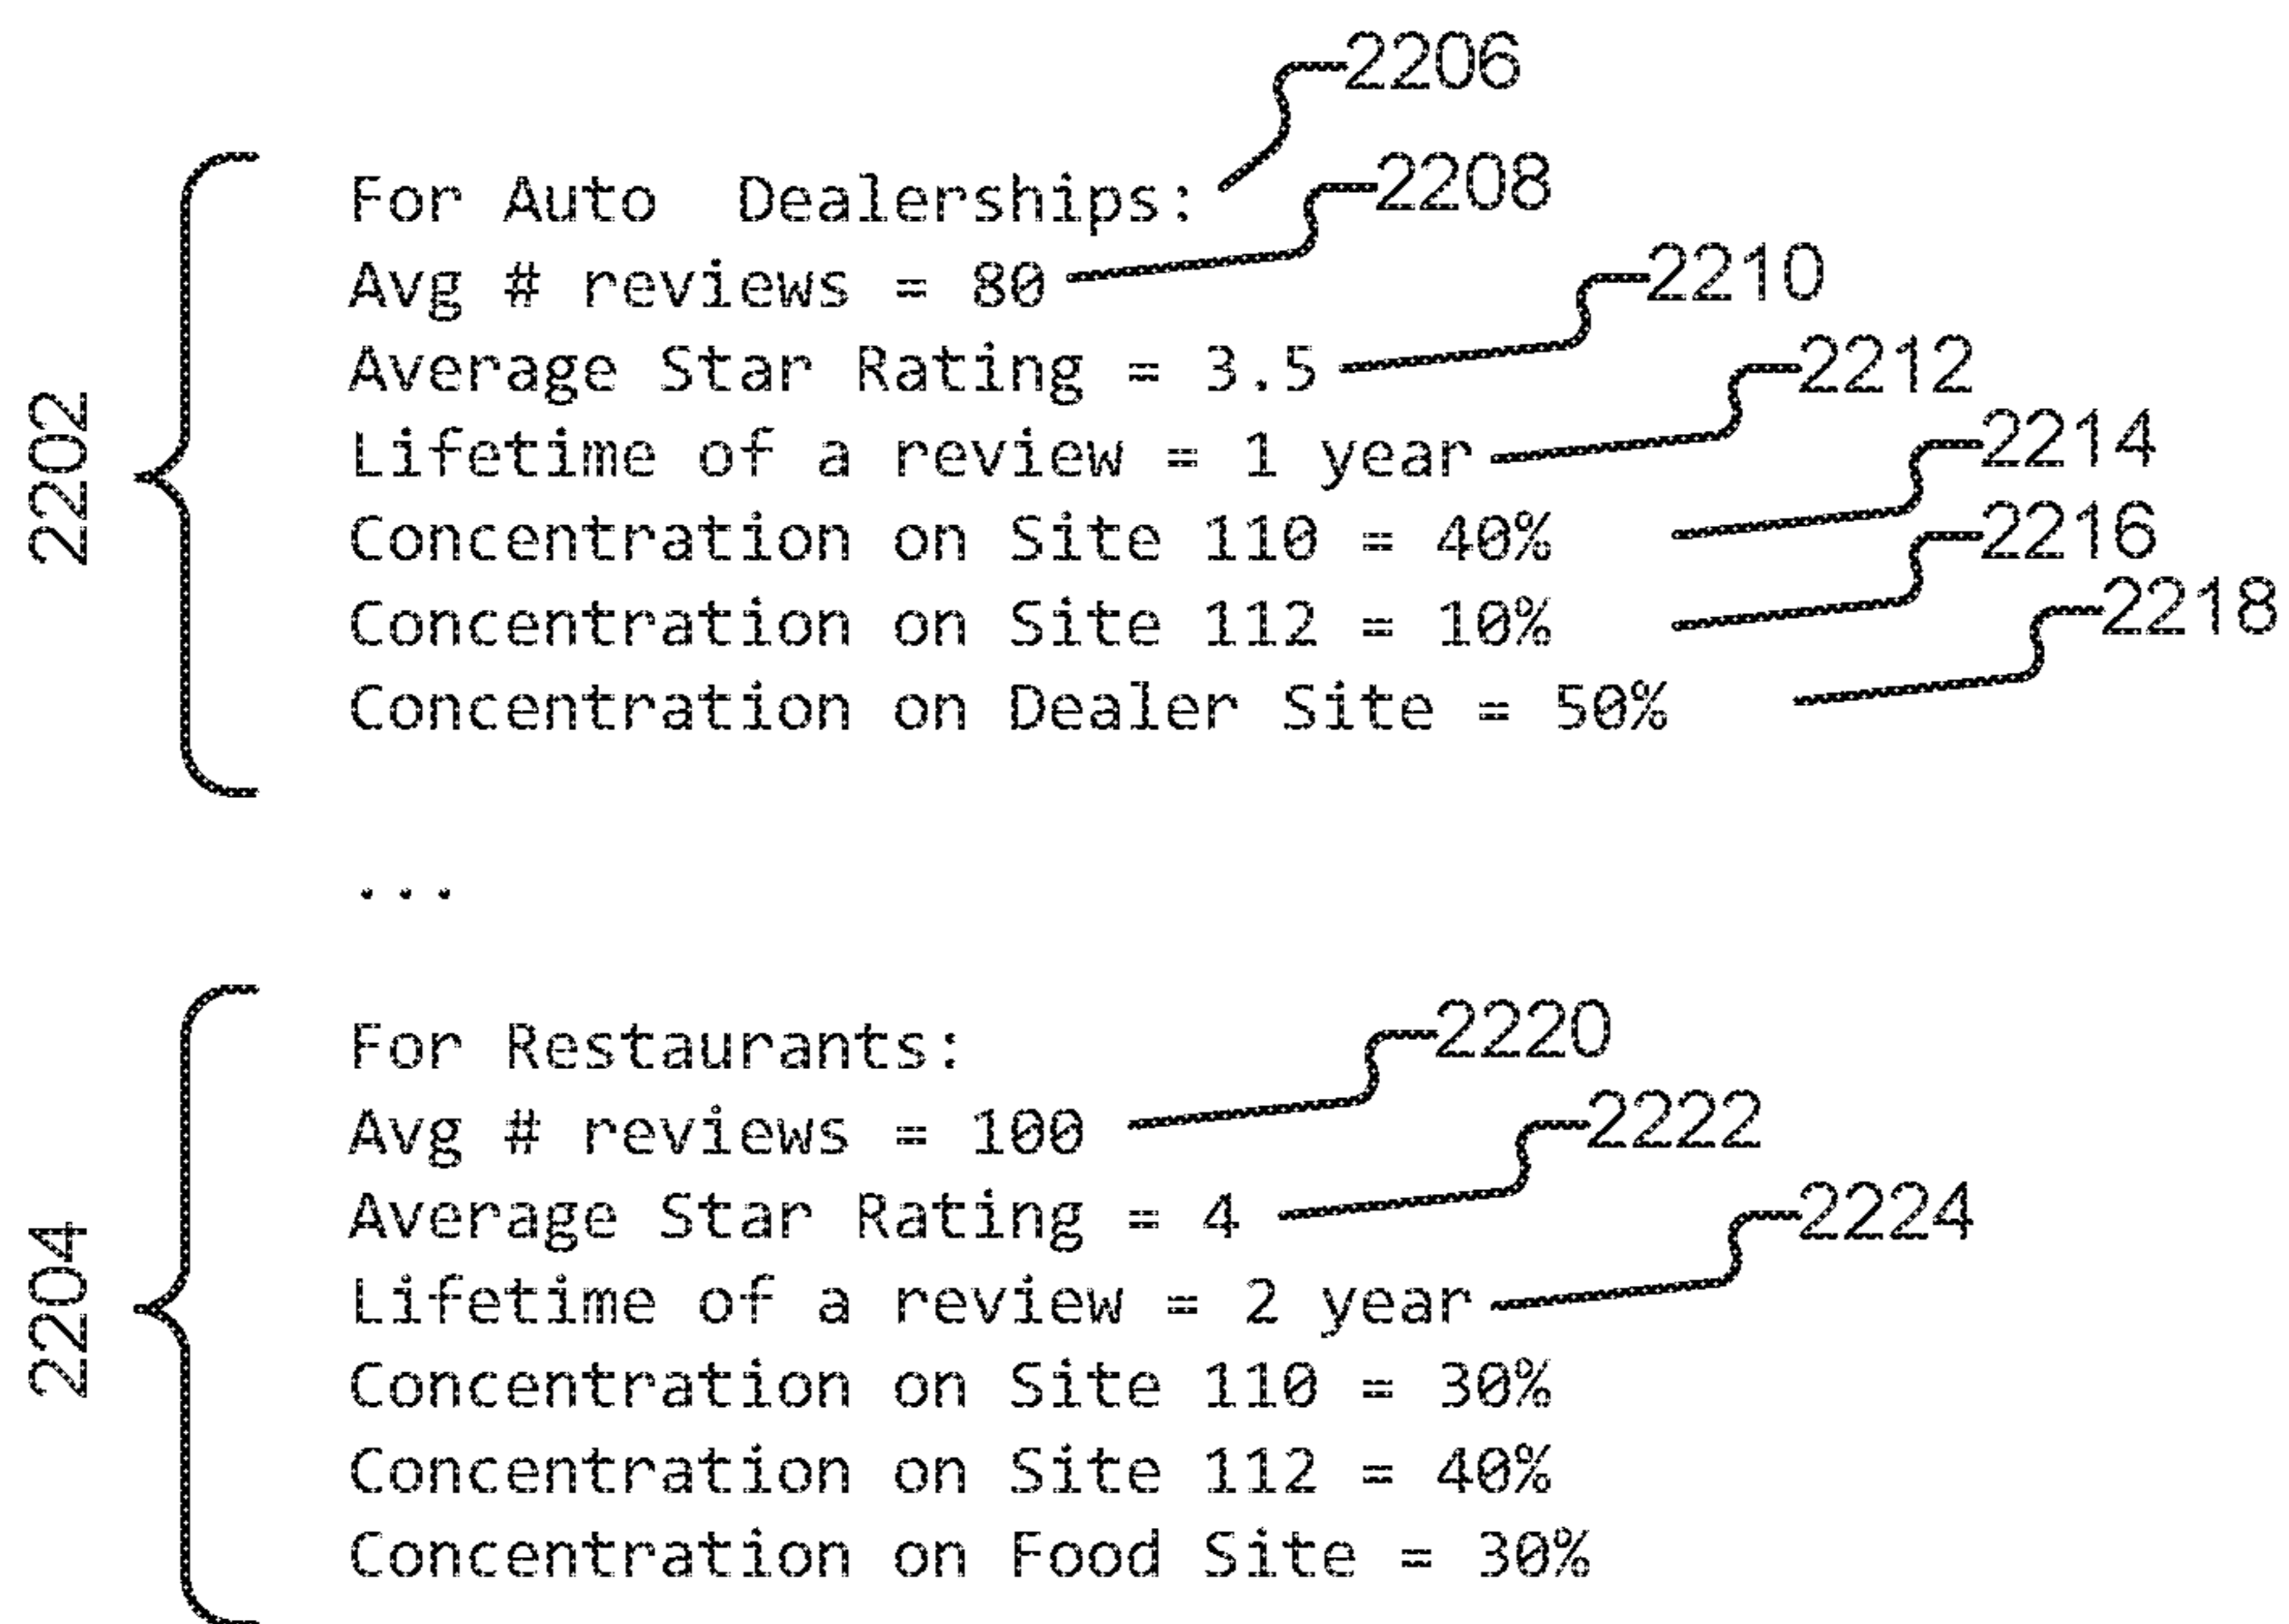 2206
For Auto Dealerships:
2208
Avg # reviews = 80
2210
Average Star Rating = 3.5
2212
Lifetime of a review = 1 year
2214
Concentration on Site 110 = 40%
2216
Concentration on Site 112 = 10%
2218
Concentration on Dealer Site = 50%
2202
...
For Restaurants:
2220
Avg # reviews = 100
2222
Average Star Rating = 4
2224
Lifetime of a review = 2 year
Concentration on Site 110 = 30%
Concentration on Site 112 = 40%
Concentration on Food Site = 30%
2204